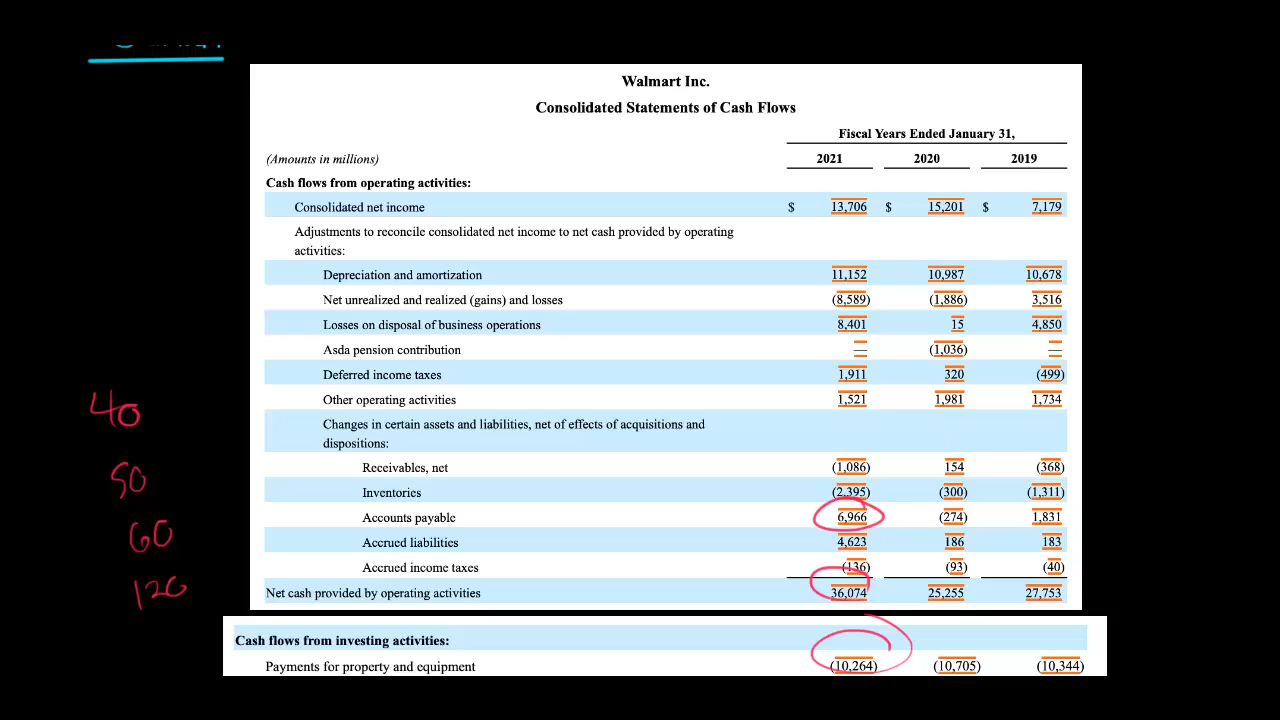 Walmart Inc.
Consolidated Statements of Cash Flows
Fiscal Years Ended January 31,
(Amounts in millions) 2021 2020 2019
Cash flows from operating activities:
Consolidated net income $ 13,706 $ 15,201 $ 7,179
Adjustments to reconcile consolidated net income to net cash provided by operating
activities:
Depreciation and amortization 11,152 10,987 10,678
Net unrealized and realized (gains) and losses (8,589) (1,886) 3,516
Losses on disposal of business operations 8,401 15 4,850
Asda pension contribution — (1,036) —
Deferred income taxes 1,911 320 (499)
Other operating activities 1,521 1,981 1,734
Changes in certain assets and liabilities, net of effects of acquisitions and
dispositions:
Receivables, net (1,086) 154 (368)
Inventories (2,395) (300) (1,311)
Accounts payable 6,966 (274) 1,831
Accrued liabilities 4,623 186 183
Accrued income taxes (136) (93) (40)
Net cash provided by operating activities 36,074 25,255 27,753
Cash flows from investing activities:
Payments for property and equipment (10,264) (10,705) (10,344)
40
50
60
120